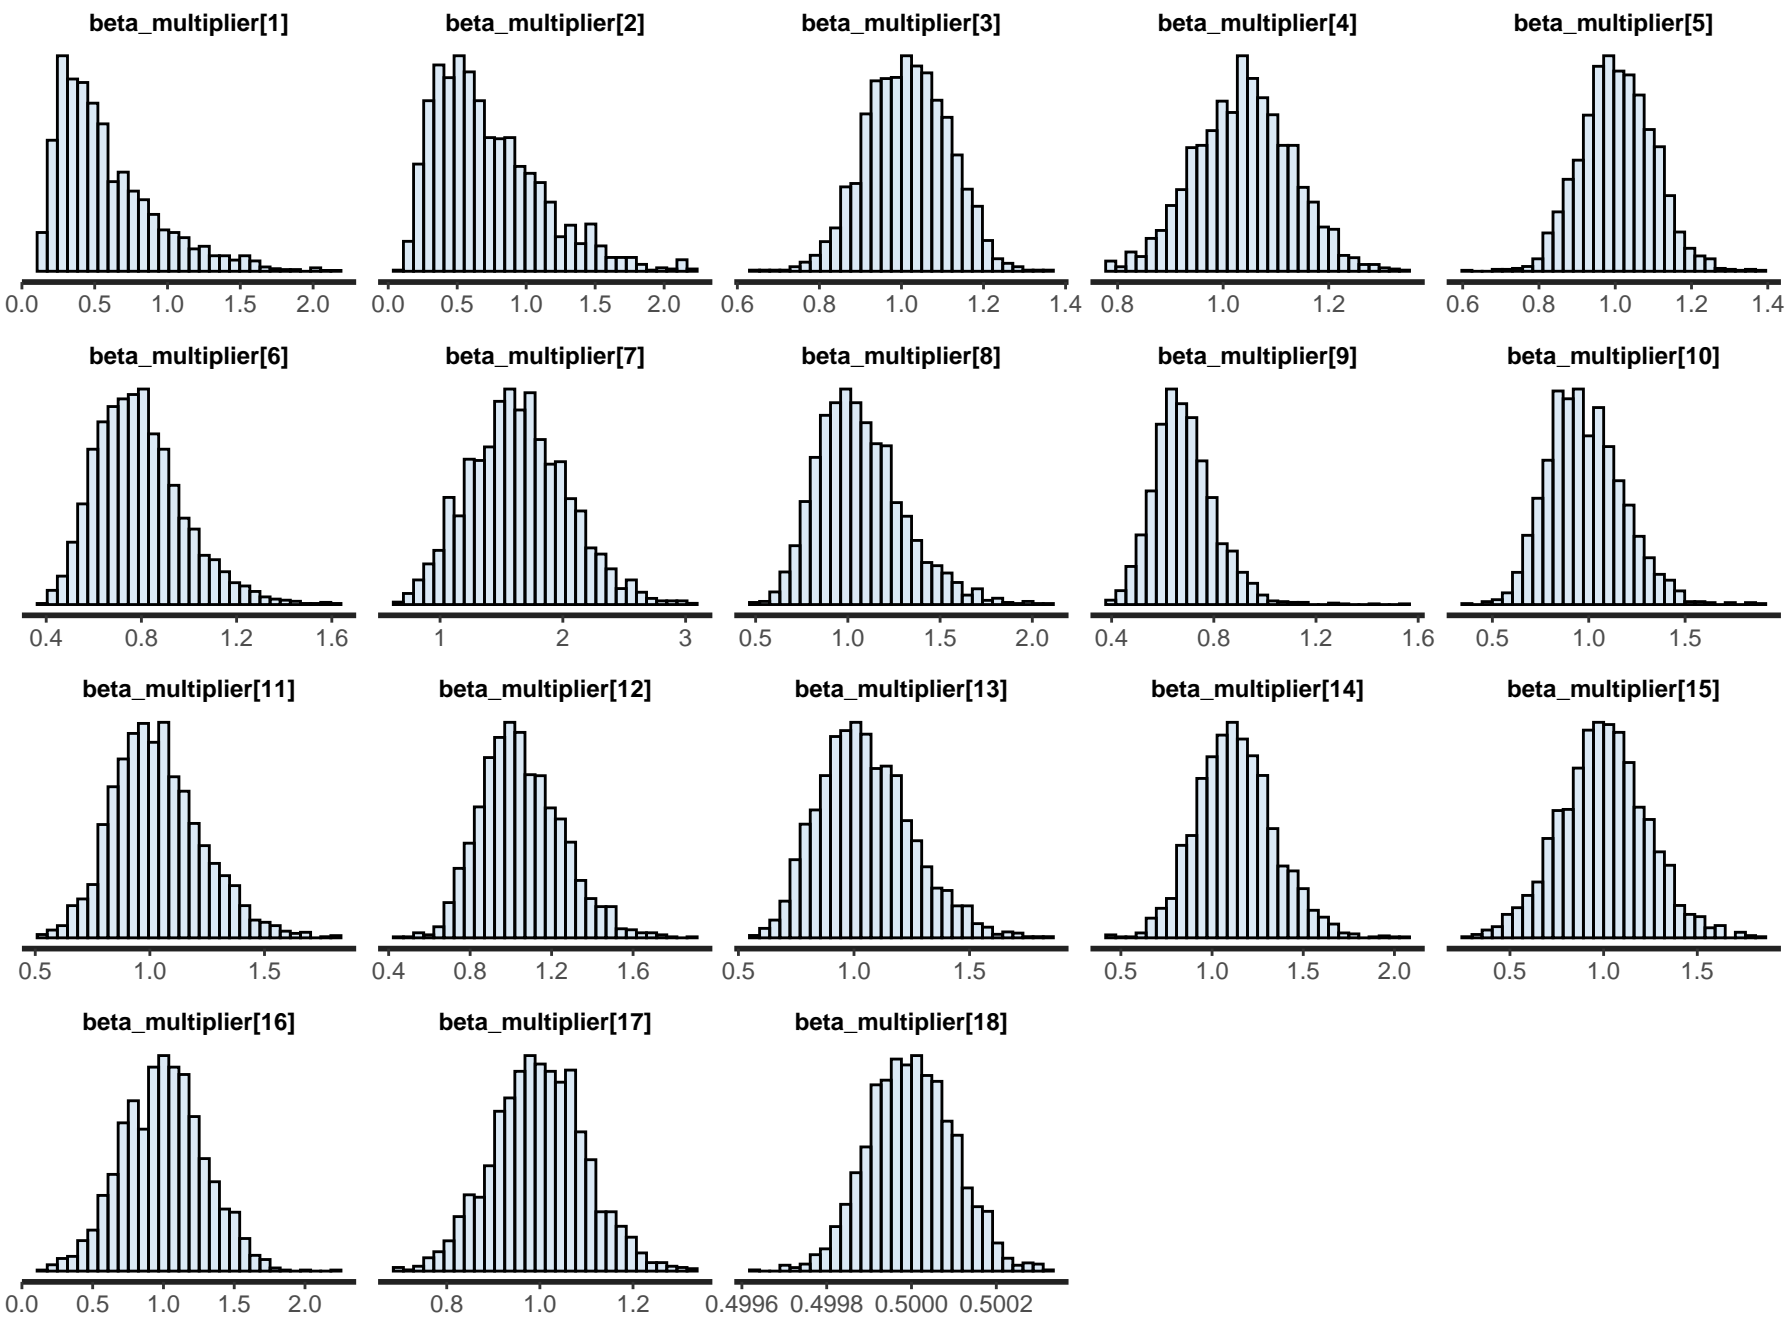 beta_multiplier[1] beta_multiplier[2] beta_multiplier[3] beta_multiplier[4] beta_multiplier[5]
0.0 0.5 1.0 1.5 2.0 0.0 0.5 1.0 1.5 2.0 0.6 0.8 1.0 1.2 1.4 0.8 1.0 1.2 0.6 0.8 1.0 1.2 1.4
beta_multiplier[6] beta_multiplier[7] beta_multiplier[8] beta_multiplier[9] beta_multiplier[10]
0.4 0.8 1.2 1.6 1 2 3 0.5 1.0 1.5 2.0 0.4 0.8 1.2 1.6 0.5 1.0 1.5
beta_multiplier[11] beta_multiplier[12] beta_multiplier[13] beta_multiplier[14] beta_multiplier[15]
0.5 1.0 1.5 0.4 0.8 1.2 1.6 0.5 1.0 1.5 0.5 1.0 1.5 2.0 0.5 1.0 1.5
beta_multiplier[16] beta_multiplier[17] beta_multiplier[18]
0.0 0.5 1.0 1.5 2.0 0.8 1.0 1.2 0.4996 0.4998 0.5000 0.5002